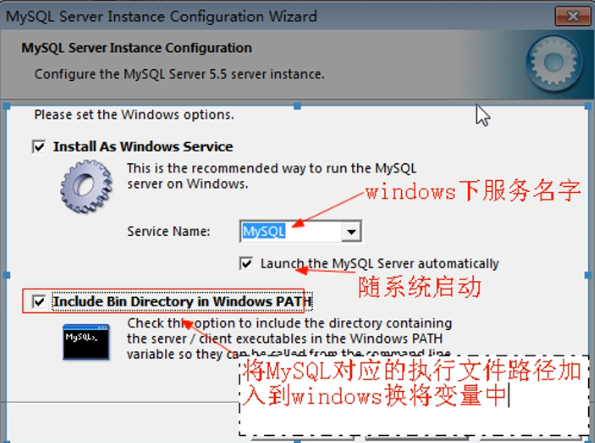 MySQL Server Instance Configuration Wizard
MySQL Server Instance Configuration
Configure the MySQL Server 5.5 server instance.
Please set the Windows options.
Install As Windows Service
This is the recommended way to run the MySQL
server on Windows.
windows下服务名字
Service Name:
MySQL
Launch the MySQL Server automatically
随系统启动
Include Bin Directory in Windows PATH
Check this option to include the directory containing
the server / client executables in the Windows PATH
variable so they can be called from the command line.
MySQL>_
将MySQL对应的执行文件路径加
入到windows换将变量中